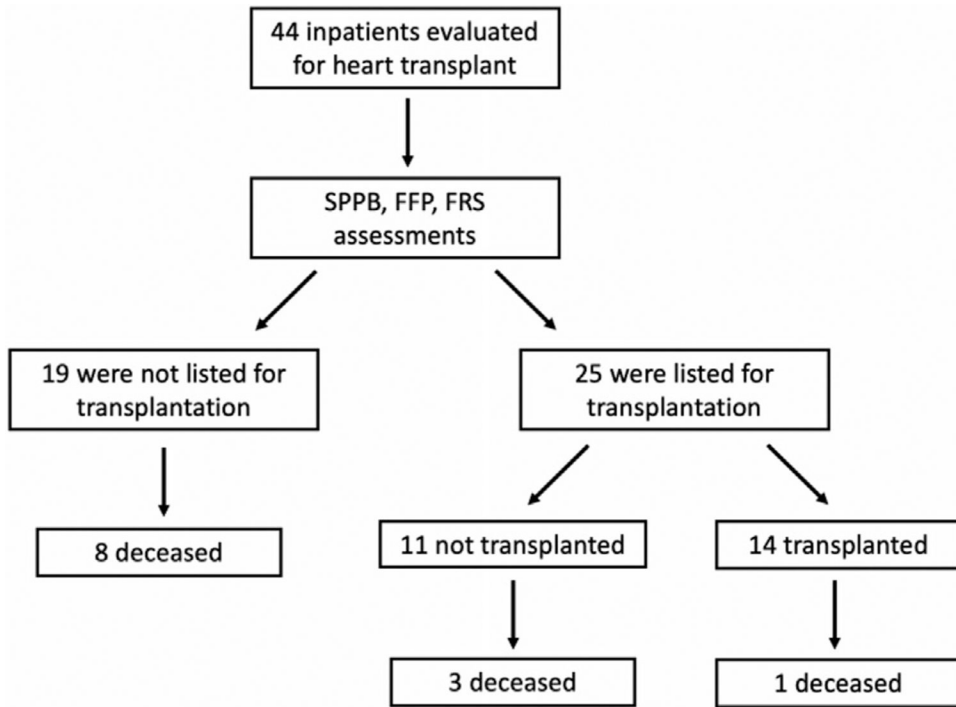 44 inpatients evaluated
for heart transplant
SPPB, FFP, FRS
assessments
19 were not listed for
transplantation
25 were listed for
transplantation
8 deceased
11 not transplanted
14 transplanted
3 deceased
1 deceased